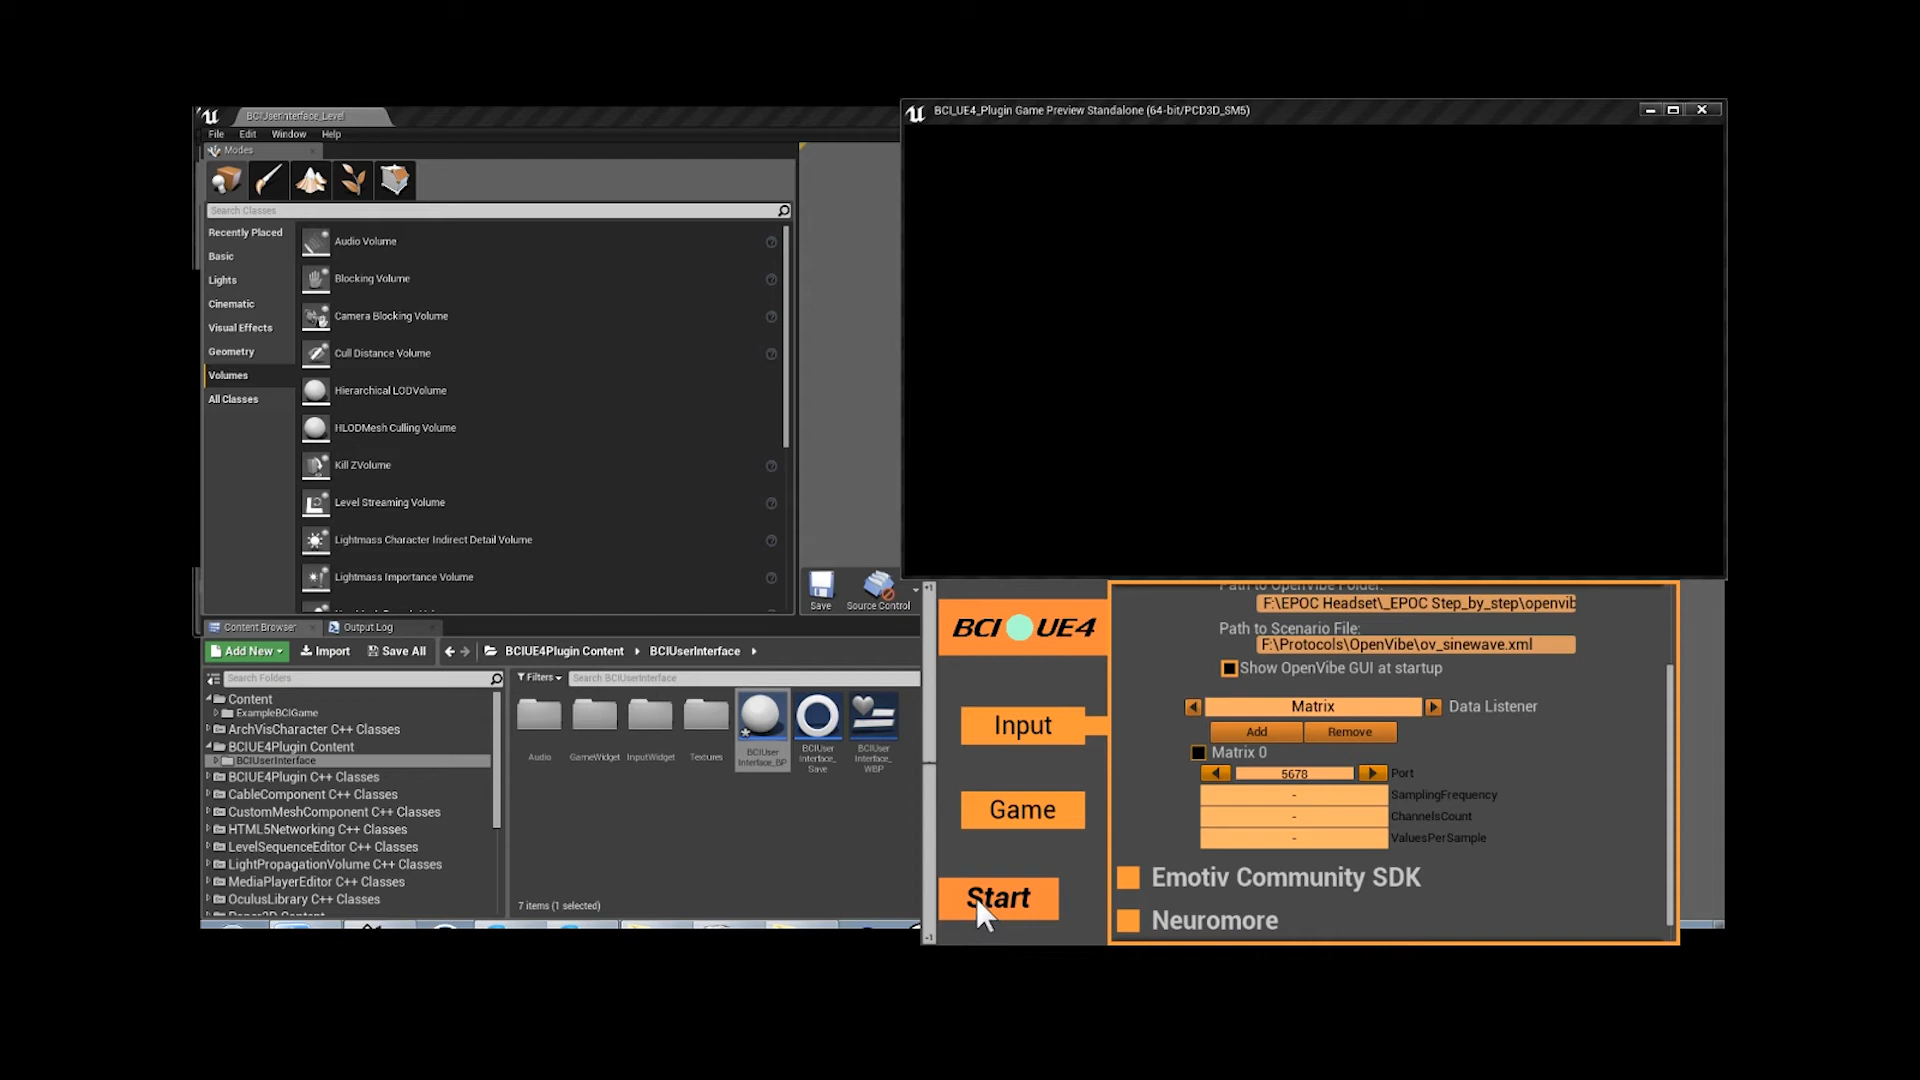 BCIUserInterface_Level
File Edit Window Help
Modes
Search Classes
Recently Placed
Basic
Lights
Cinematic
Visual Effects
Geometry
Volumes
All Classes
Audio Volume
Blocking Volume
Camera Blocking Volume
Cull Distance Volume
Hierarchical LODVolume
HLODMesh Culling Volume
Kill ZVolume
Level Streaming Volume
Lightmass Character Indirect Detail Volume
Lightmass Importance Volume
Save
Source Control
BCI_UE4_Plugin Game Preview Standalone (64-bit/PCD3D_SM5)
Content Browser
Output Log
Add New
Import
Save All
BCIUE4Plugin Content
BCIUserInterface
Search Folders
Content
ExampleBCIGame
ArchVisCharacter C++ Classes
BCIUE4Plugin Content
BCIUserInterface
BCIUE4Plugin C++ Classes
CableComponent C++ Classes
CustomMeshComponent C++ Classes
HTML5Networking C++ Classes
LevelSequenceEditor C++ Classes
LightPropagationVolume C++ Classes
MediaPlayerEditor C++ Classes
OculusLibrary C++ Classes
Filters
Search BCIUserInterface
Audio
GameWidget
InputWidget
Textures
BCIUser
Interface_BP
BCIUser
Interface_
Save
BCIUser
Interface_
WBP
7 items (1 selected)
+1
-1
BCI UE4
Input
Game
Start
Path to OpenVibe Folder:
F:\EPOC Headset\_EPOC Step_by_step\openvib
Path to Scenario File:
F:\Protocols\OpenVibe\ov_sinewave.xml
Show OpenVibe GUI at startup
Matrix
Data Listener
Add
Remove
Matrix 0
5678
Port
-
SamplingFrequency
-
ChannelsCount
-
ValuesPerSample
Emotiv Community SDK
Neuromore